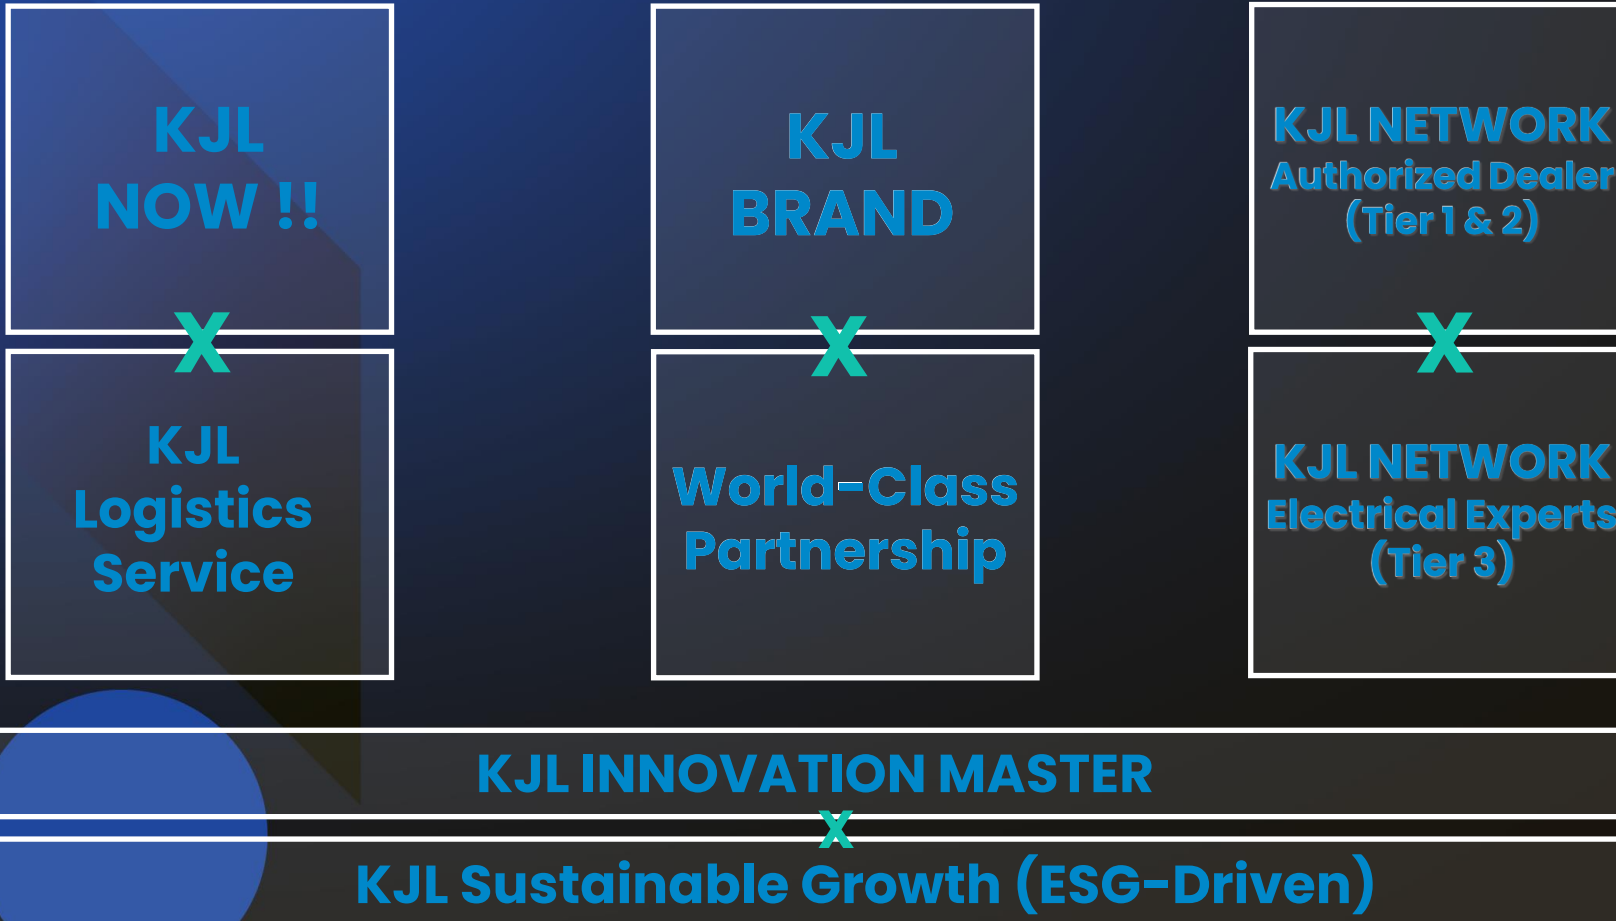 KJL
NOW !!
X
KJL
Logistics
Service
KJL
BRAND
X
World-Class
Partnership
KJL NETWORK
Authorized Dealer
(Tier 1 & 2)
X
KJL NETWORK
Electrical Experts
(Tier 3)
KJL INNOVATION MASTER
X
KJL Sustainable Growth (ESG-Driven)